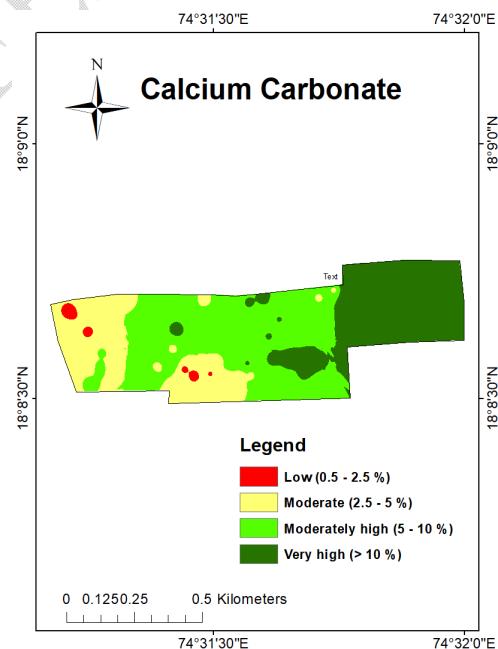 74°31'30"E 74°32'0"E
N
Calcium Carbonate
18°9'0"N 18°9'0"N
Text
18°8'30"N 18°8'30"N
Legend
Low (0.5 - 2.5 %)
Moderate (2.5 - 5 %)
Moderately high (5 - 10 %)
Very high (> 10 %)
0 0.1250.25 0.5 Kilometers
74°31'30"E 74°32'0"E